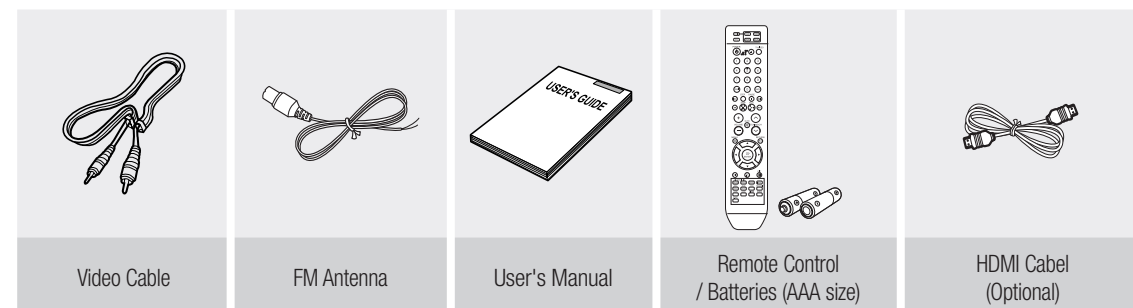 USER'S GUIDE
Video Cable
FM Antenna
User's Manual
Remote Control
/ Batteries (AAA size)
HDMI Cabel
(Optional)